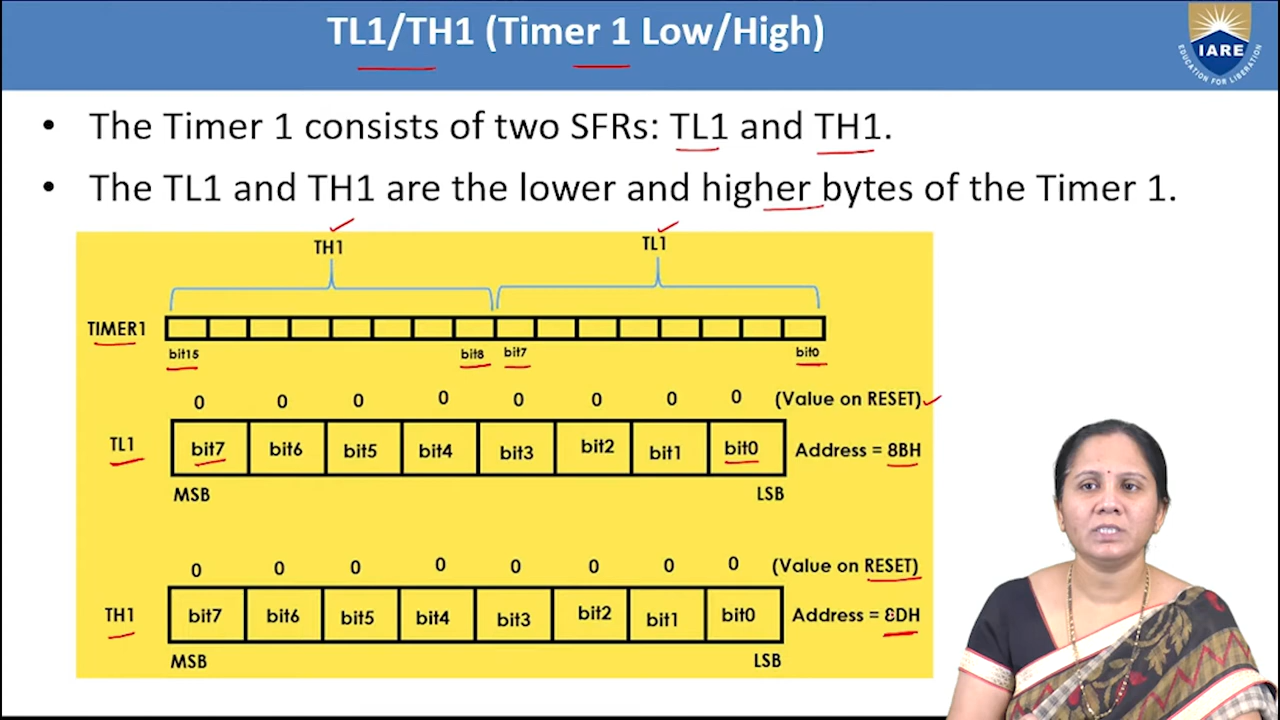 TL1/TH1 (Timer 1 Low/High)
IARE
EDUCATION FOR LIBERATION
• The Timer 1 consists of two SFRs: TL1 and TH1.
• The TL1 and TH1 are the lower and higher bytes of the Timer 1.
TH1 TL1
TIMER1
bit15 bit8 bit7 bit0
0 0 0 0 0 0 0 0 (Value on RESET)
TL1 bit7 bit6 bit5 bit4 bit3 bit2 bit1 bit0 Address = 8BH
MSB LSB
0 0 0 0 0 0 0 0 (Value on RESET)
TH1 bit7 bit6 bit5 bit4 bit3 bit2 bit1 bit0 Address = 8DH
MSB LSB